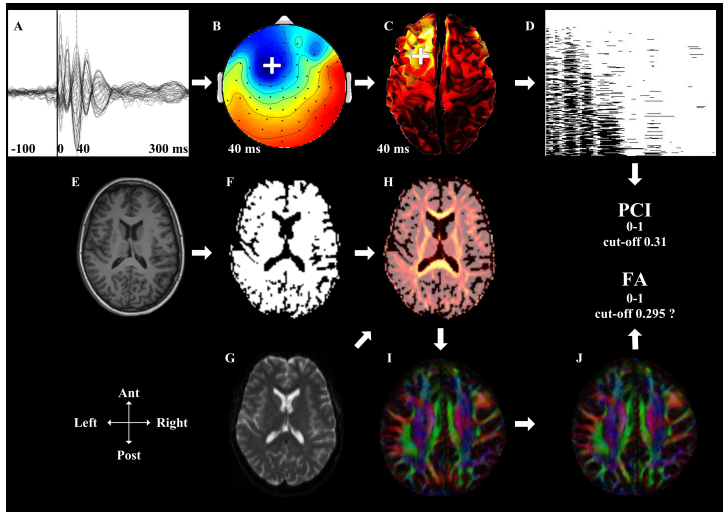 A
B
C
D
-100 0 40 300 ms
40 ms
40 ms
E
F
H
PCI
0-1
cut-off 0.31
FA
0-1
cut-off 0.295 ?
G
I
J
Ant
Left Right
Post